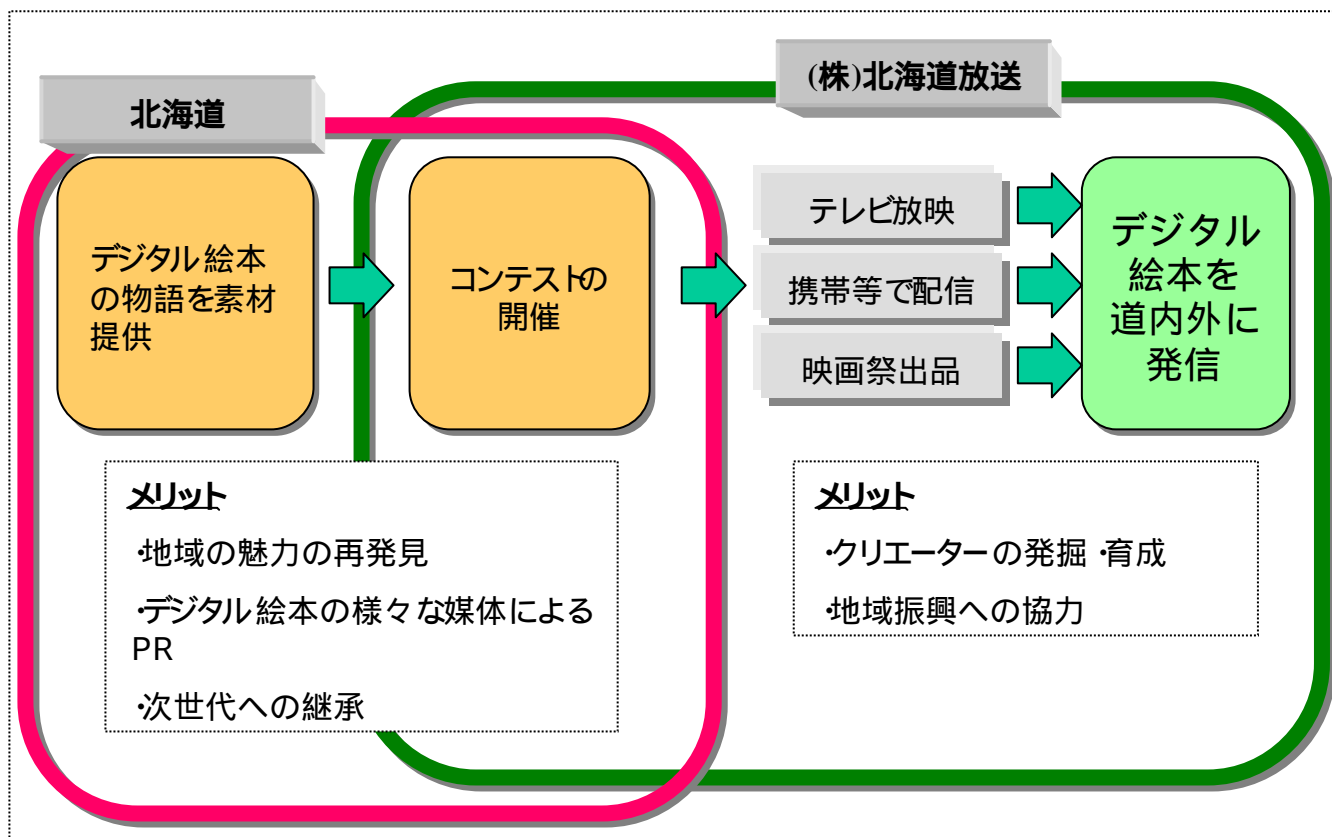 (株)北海道放送
北海道
デジタル絵本
の物語を素材
提供
コンテストの
開催
テレビ放映
携帯等で配信
映画祭出品
デジタル
絵本を
道内外に
発信
メリット
・地域の魅力の再発見
・デジタル絵本の様々な媒体による
PR
・次世代への継承
メリット
・クリエーターの発掘・育成
・地域振興への協力